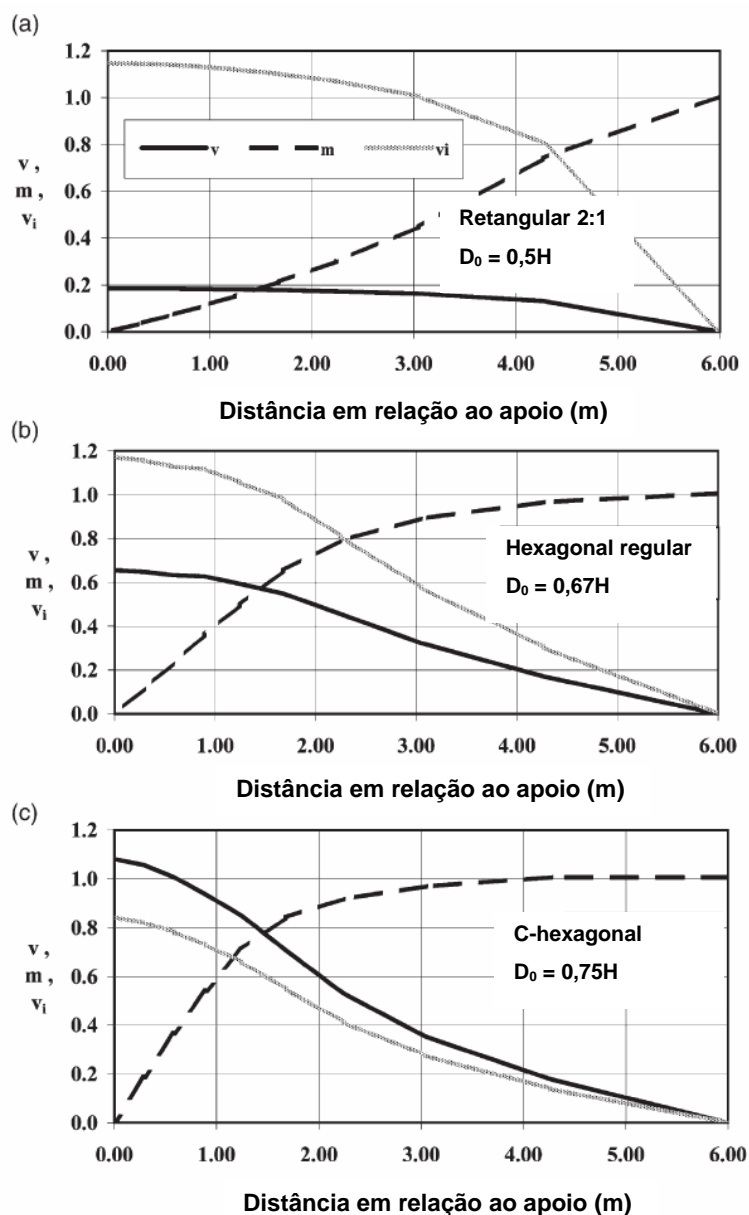 (a)
1.2
1.0
0.8
0.6
0.4
0.2
0.0
v ,
m ,
vi
v m vi
Retangular 2:1
D0 = 0,5H
0.00 1.00 2.00 3.00 4.00 5.00 6.00
Distância em relação ao apoio (m)
(b)
1.2
1.0
0.8
0.6
0.4
0.2
0.0
v ,
m ,
vi
Hexagonal regular
D0 = 0,67H
0.00 1.00 2.00 3.00 4.00 5.00 6.00
Distância em relação ao apoio (m)
(c)
1.2
1.0
0.8
0.6
0.4
0.2
0.0
v ,
m ,
vi
C-hexagonal
D0 = 0,75H
0.00 1.00 2.00 3.00 4.00 5.00 6.00
Distância em relação ao apoio (m)